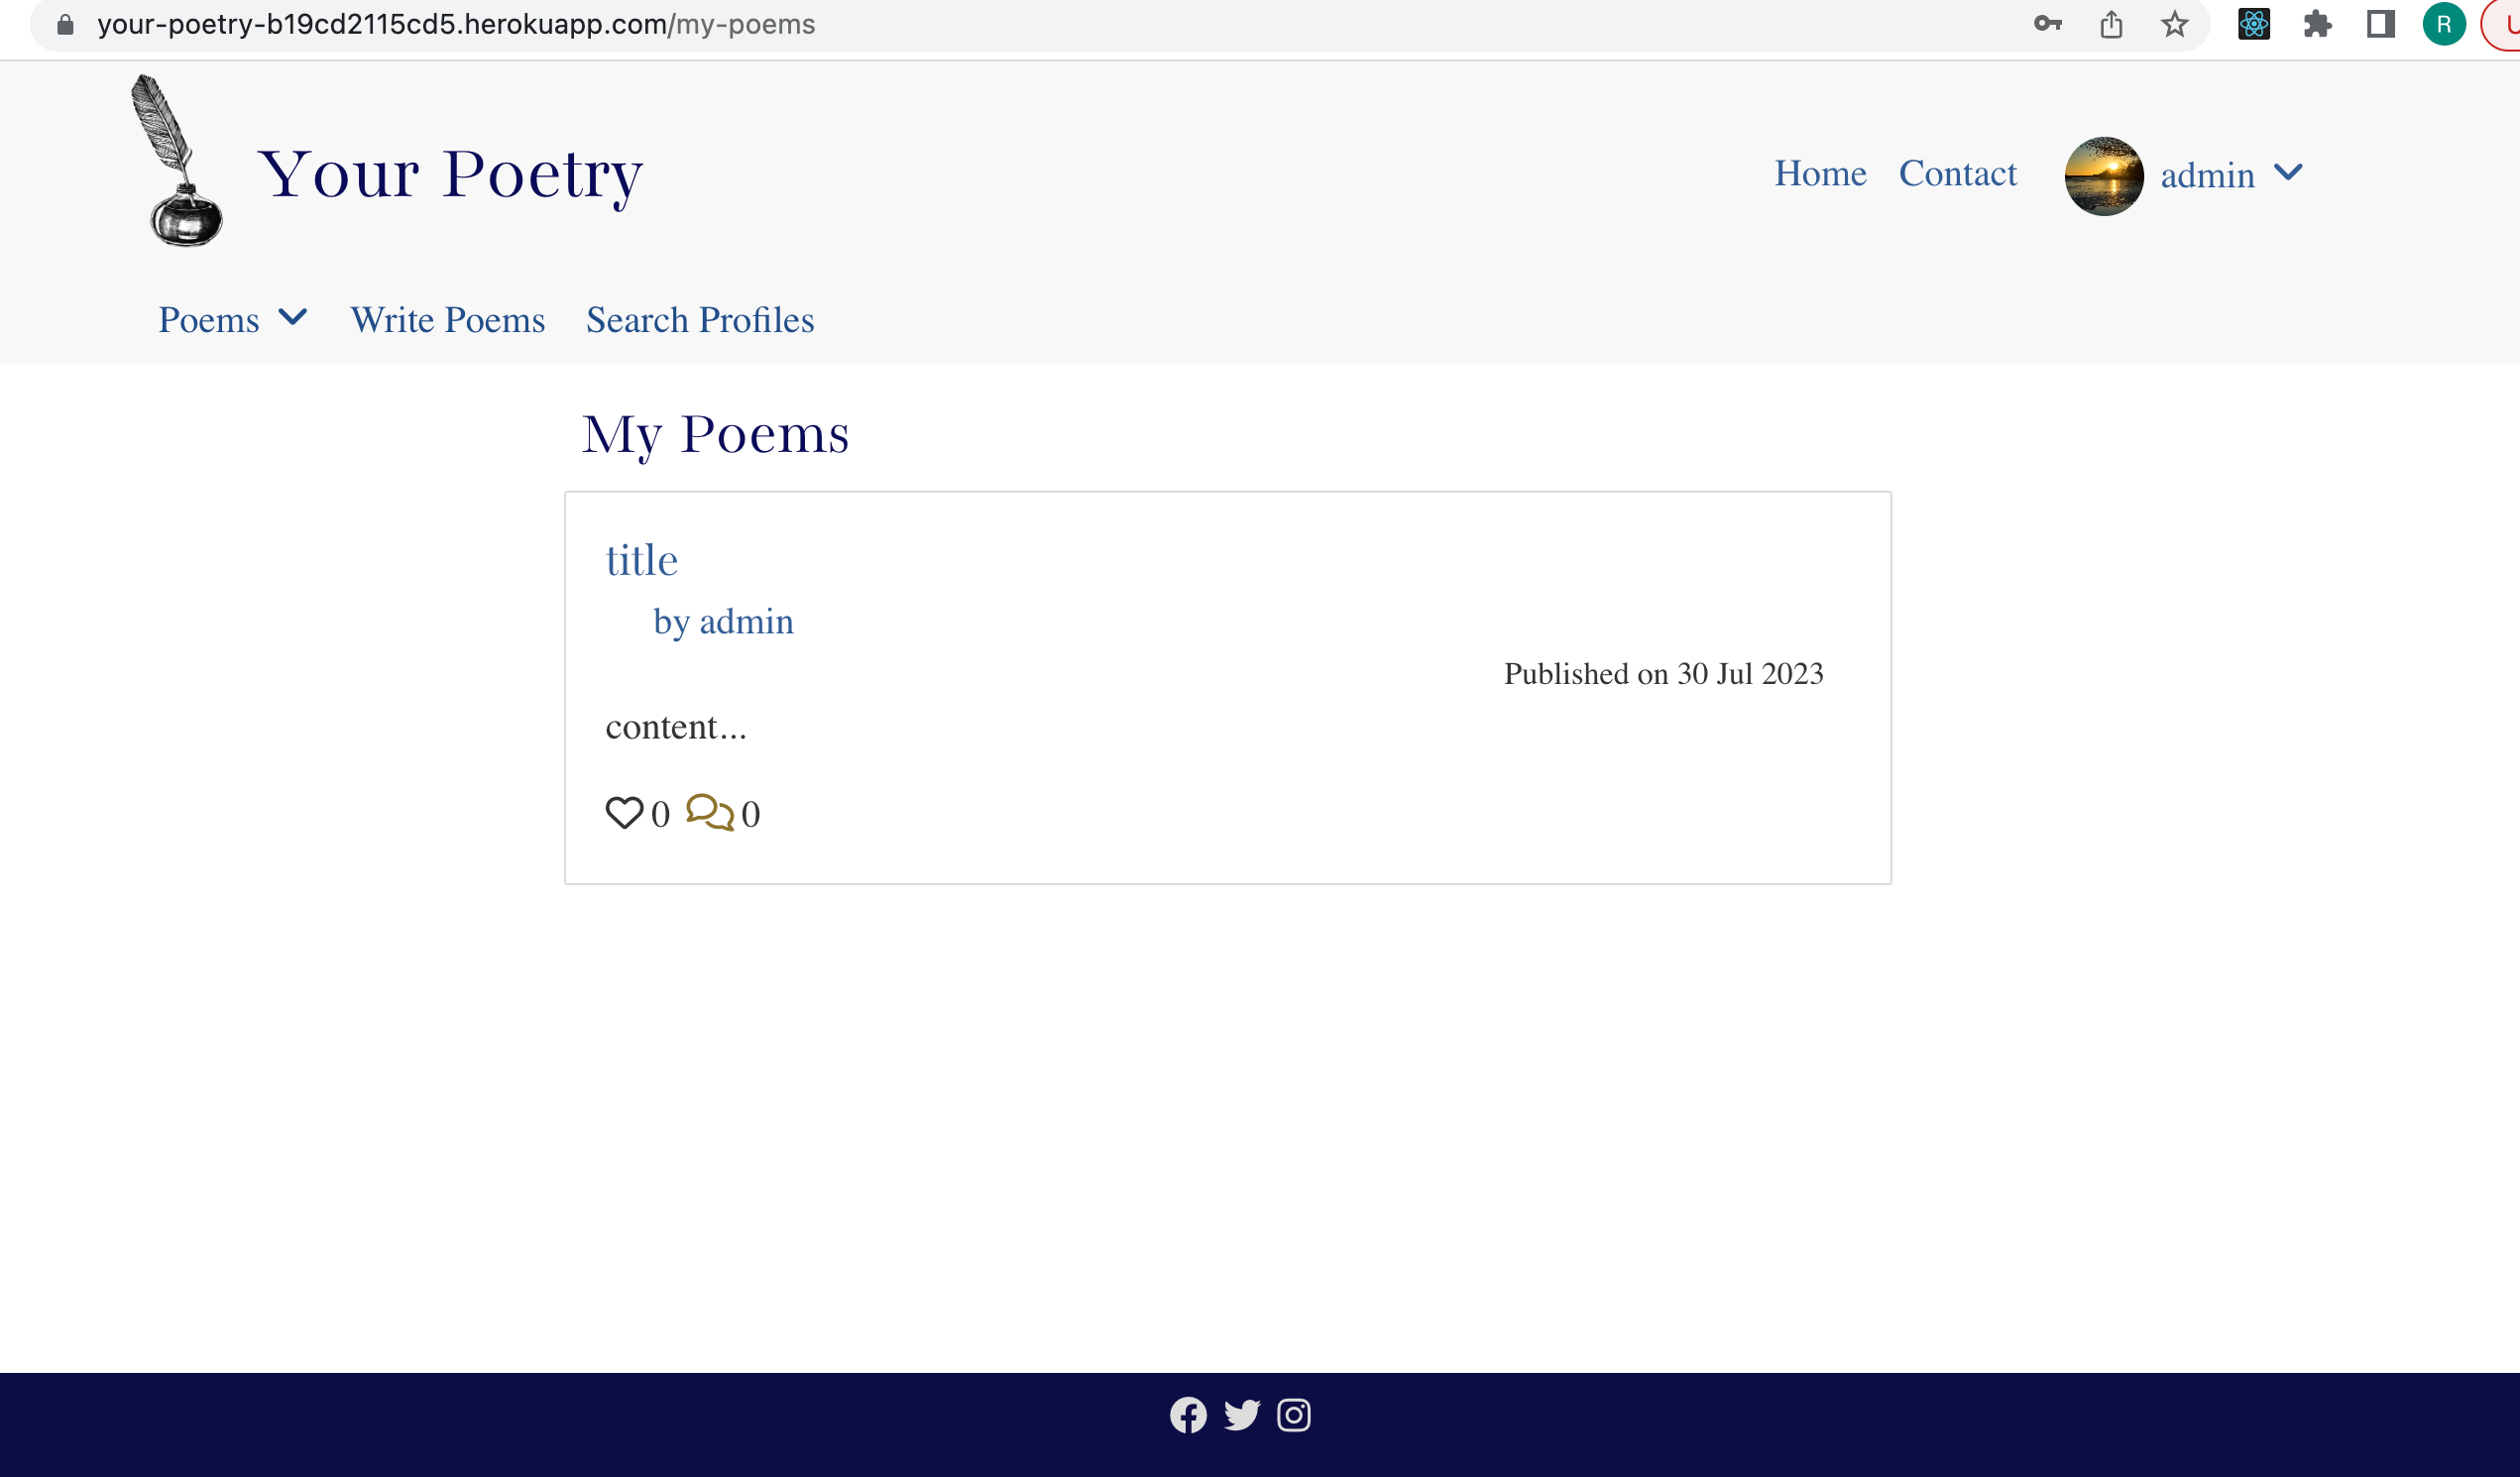 your-poetry-b19cd2115cd5.herokuapp.com/my-poems
R
U
Your Poetry
Home Contact admin
Poems Write Poems Search Profiles
My Poems
title
by admin
Published on 30 Jul 2023
content...
0 0